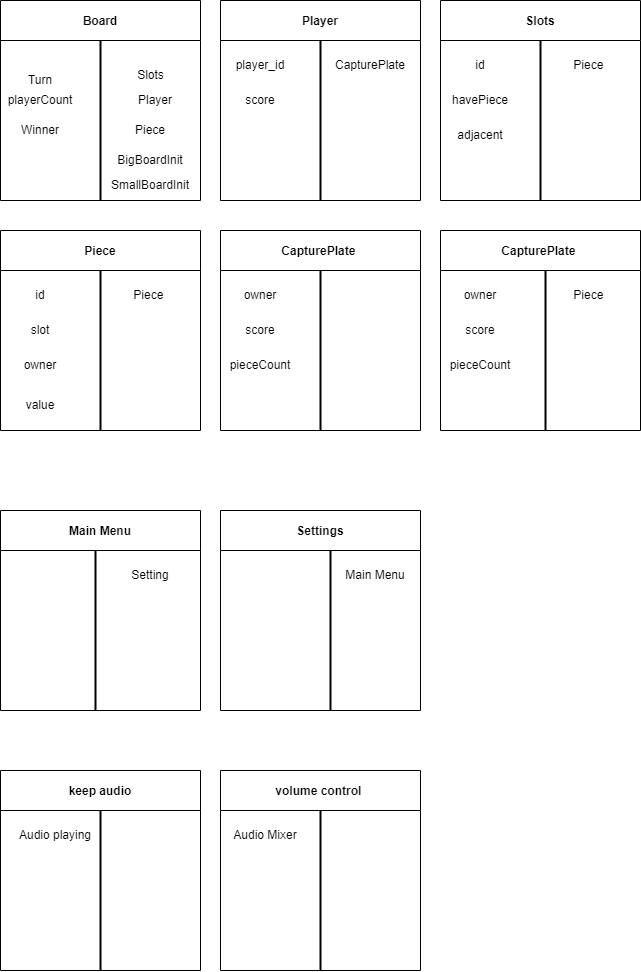 Board
Turn
playerCount
Winner
Slots
Player
Piece
BigBoardInit
SmallBoardInit
Player
player_id
score
CapturePlate
Slots
id
havePiece
adjacent
Piece
Piece
id
slot
owner
value
Piece
CapturePlate
owner
score
pieceCount
CapturePlate
owner
score
pieceCount
Piece
Main Menu
Setting
Settings
Main Menu
keep audio
Audio playing
volume control
Audio Mixer